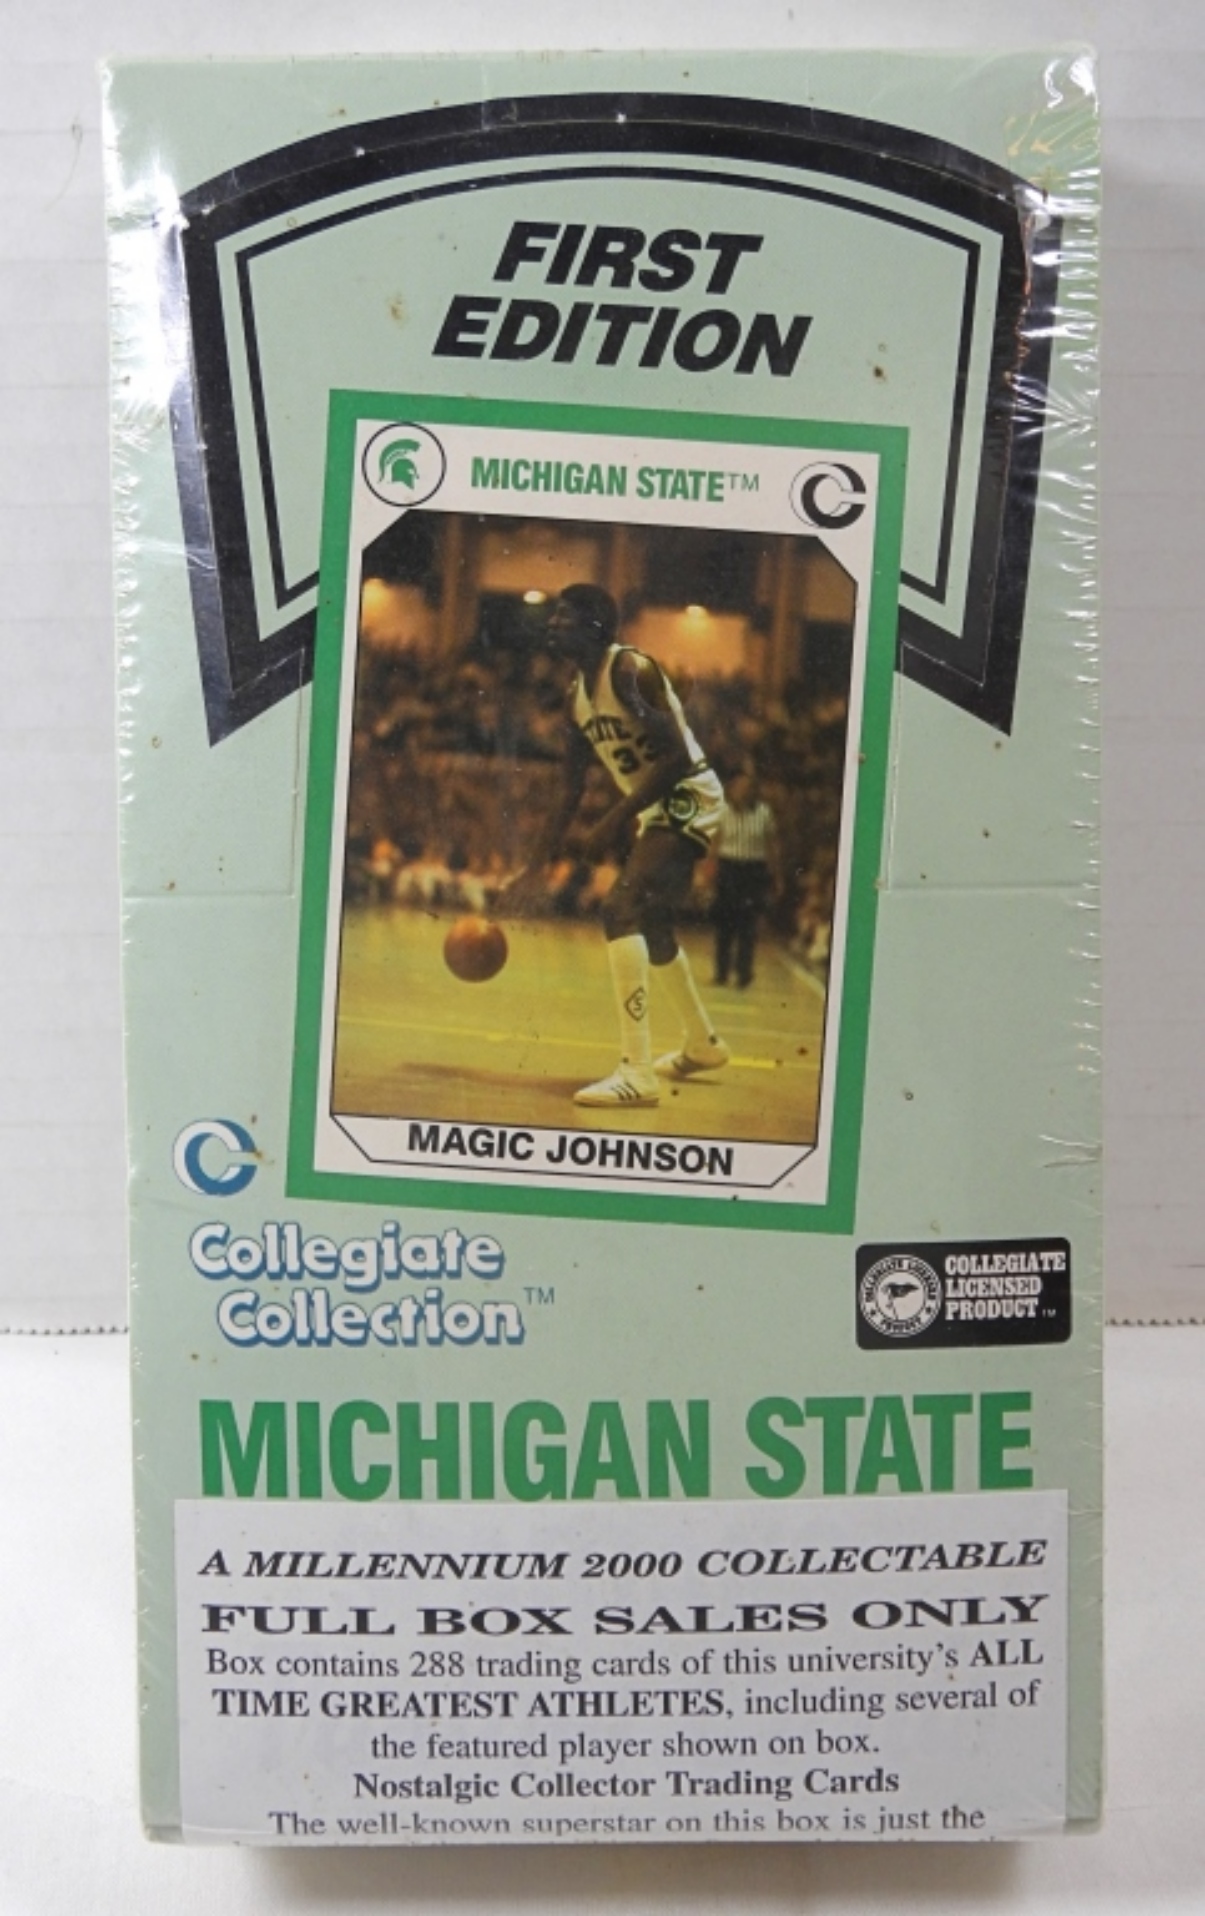 FIRST
EDITION
MICHIGAN STATE™
STATE
3
S
MAGIC JOHNSON
Collegiate
Collection™
COLLEGIATE
LICENSED
PRODUCT™
MICHIGAN STATE
A MILLENNIUM 2000 COLLECTABLE
FULL BOX SALES ONLY
Box contains 288 trading cards of this university's ALL
TIME GREATEST ATHLETES, including several of
the featured player shown on box.
Nostalgic Collector Trading Cards
The well-known superstar on this box is just the